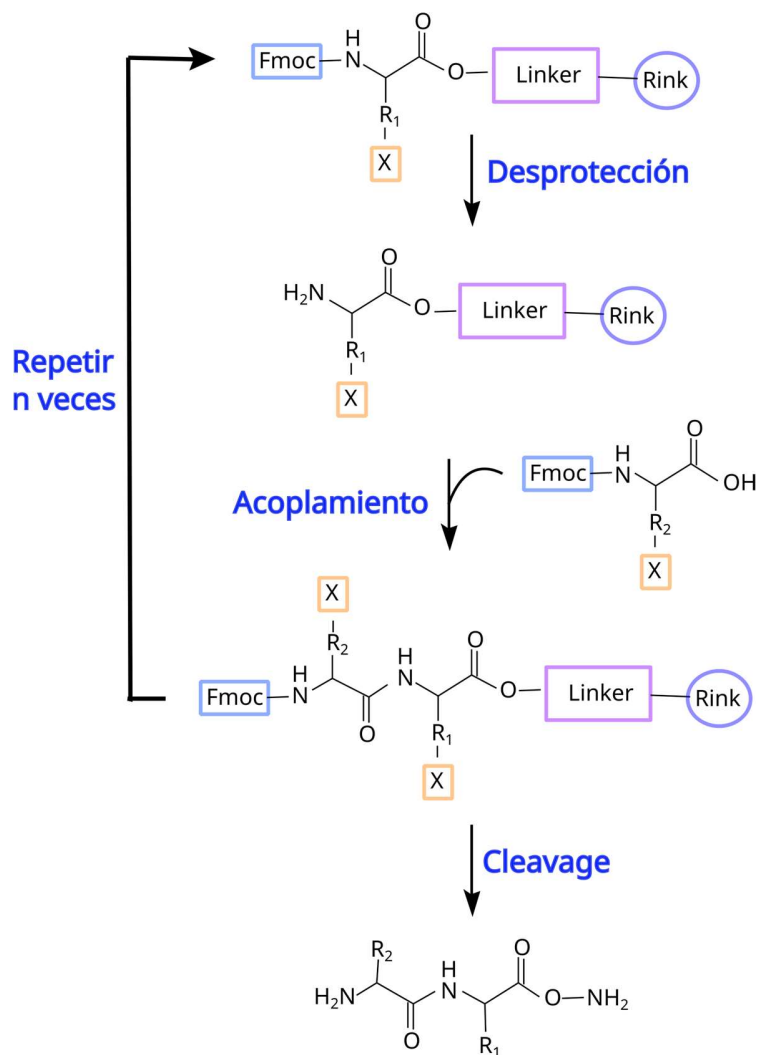 Fmoc
H
N
O
O
Linker
Rink
R₁
X
Desprotección
H₂N
O
O
Linker
Rink
R₁
X
Repetir
n veces
Acoplamiento
Fmoc
H
N
O
OH
R₂
X
X
R₂
Fmoc
H
N
O
H
N
O
O
Linker
Rink
R₁
X
Cleavage
R₂
H₂N
O
H
N
O
O
NH₂
R₁